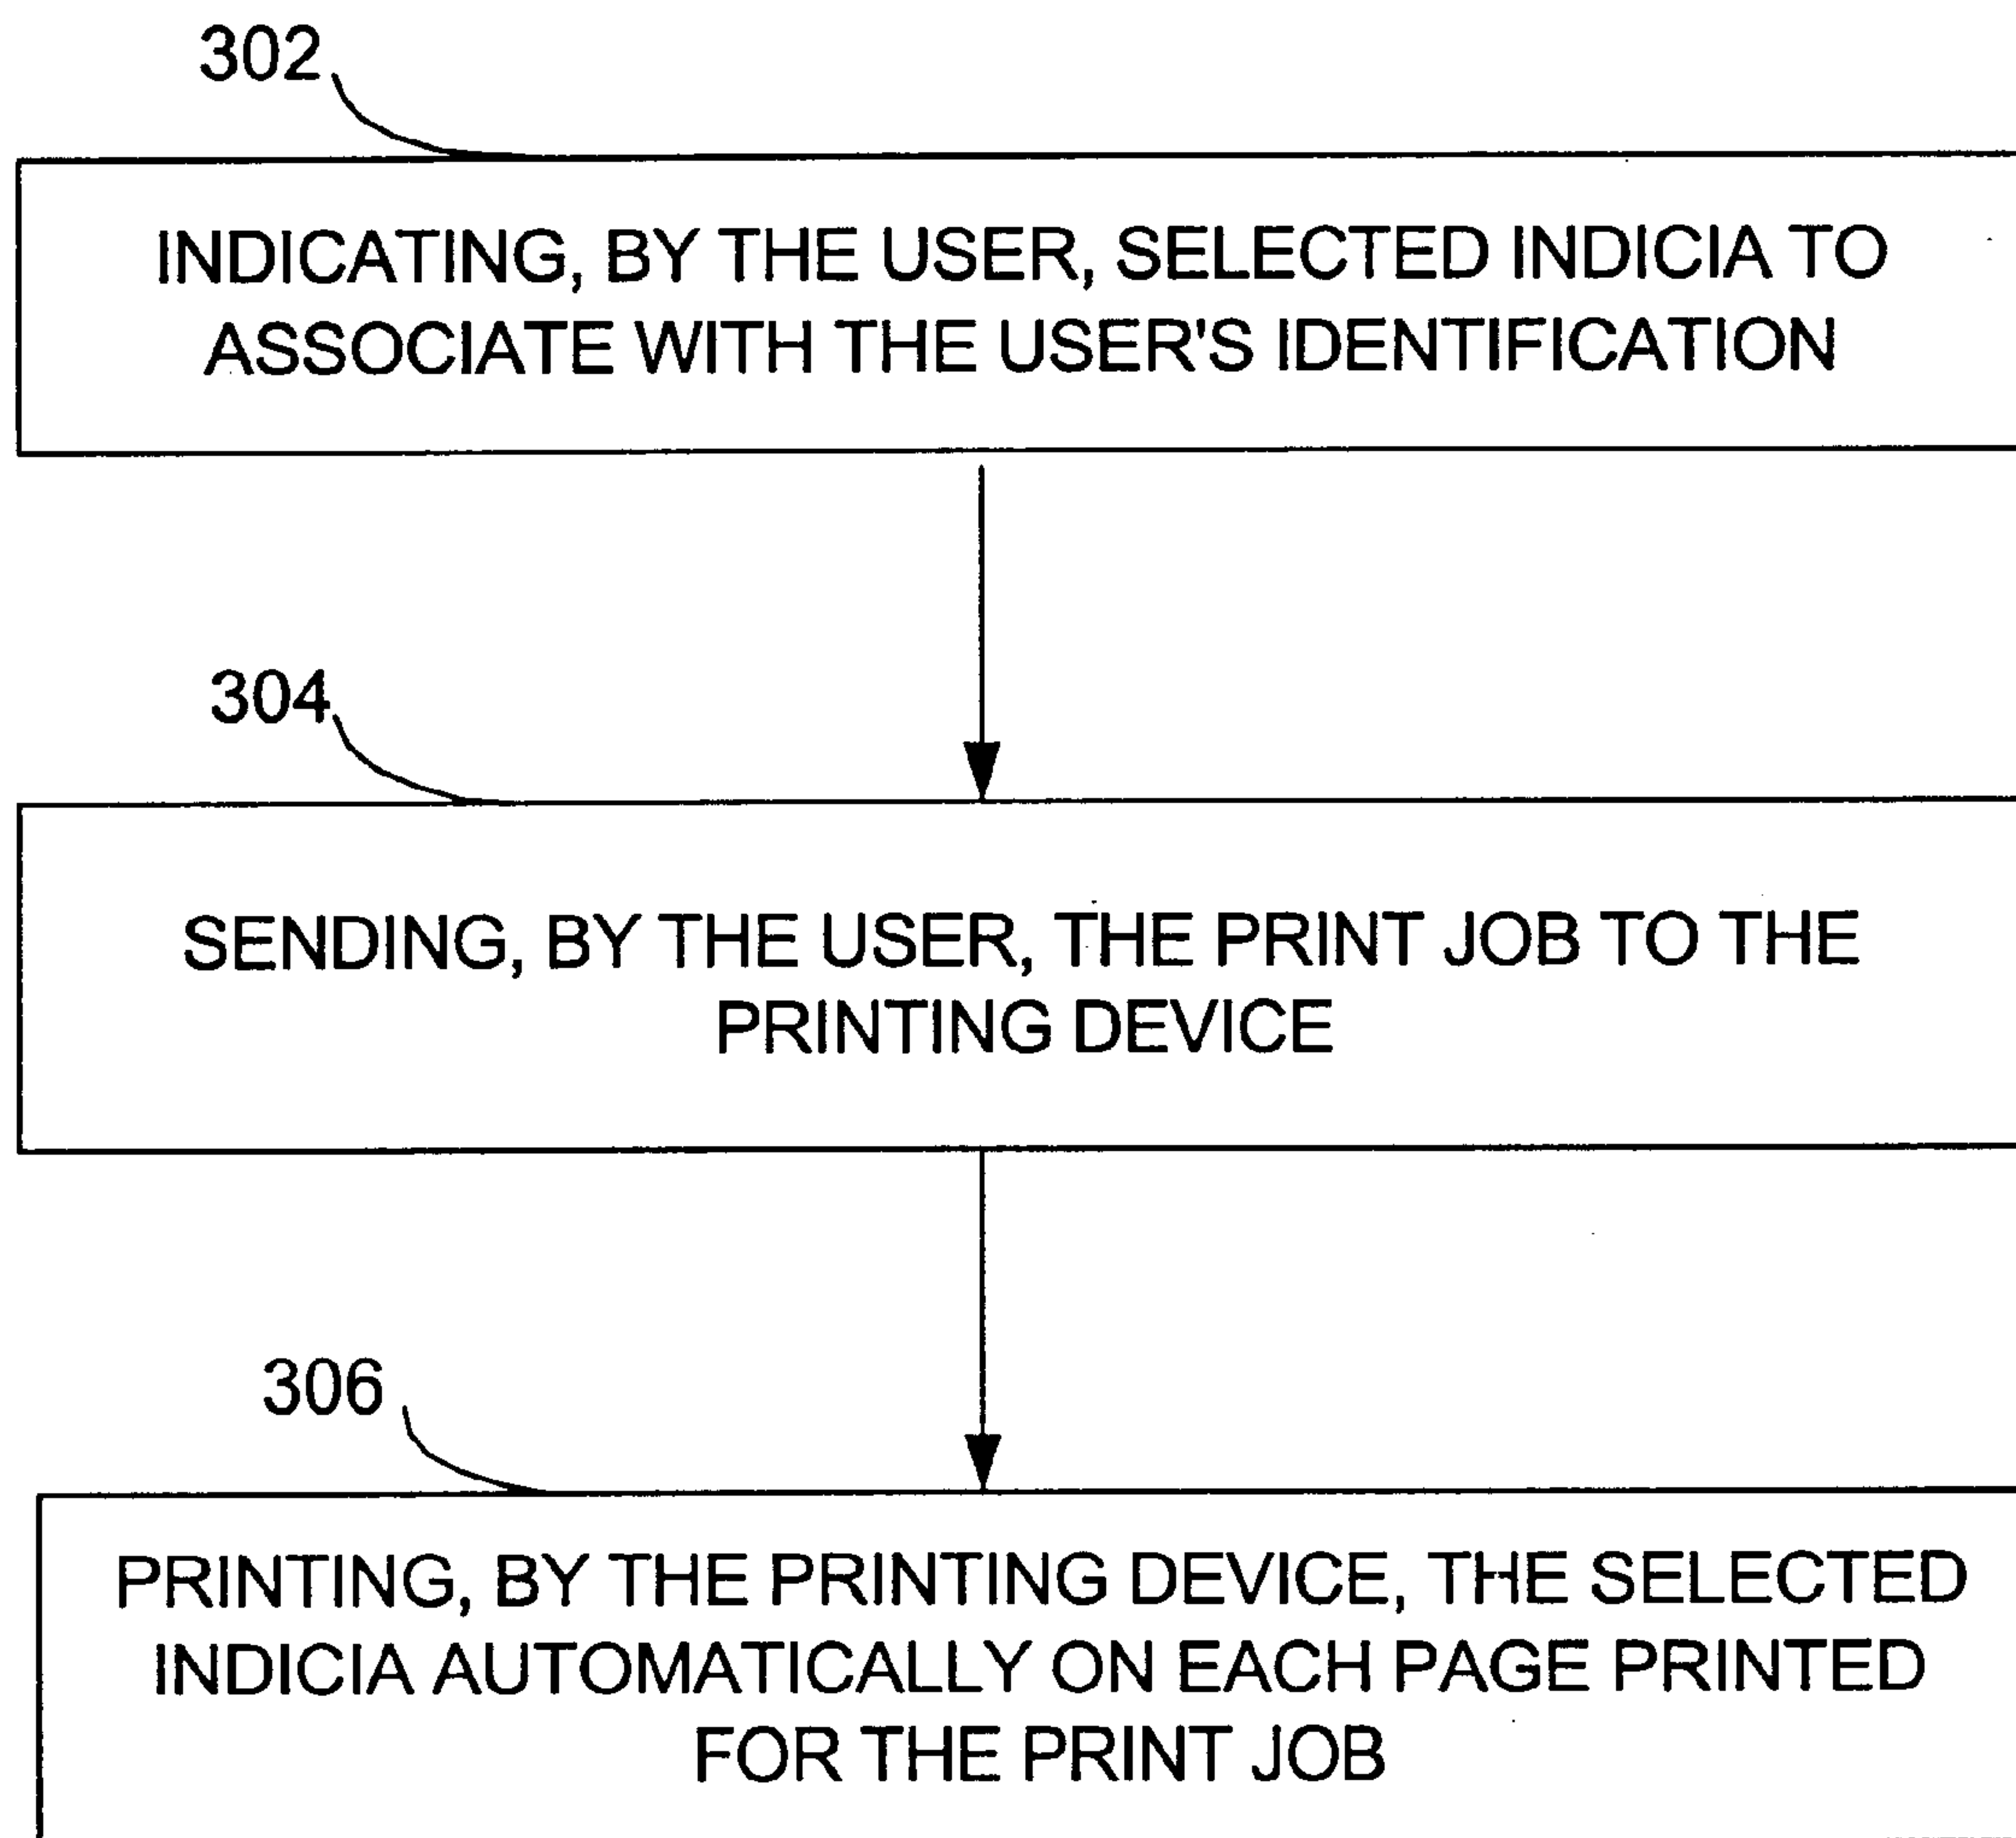 302
INDICATING, BY THE USER, SELECTED INDICIA TO
ASSOCIATE WITH THE USER'S IDENTIFICATION
304
SENDING, BY THE USER, THE PRINT JOB TO THE
PRINTING DEVICE
306
PRINTING, BY THE PRINTING DEVICE, THE SELECTED
INDICIA AUTOMATICALLY ON EACH PAGE PRINTED
FOR THE PRINT JOB